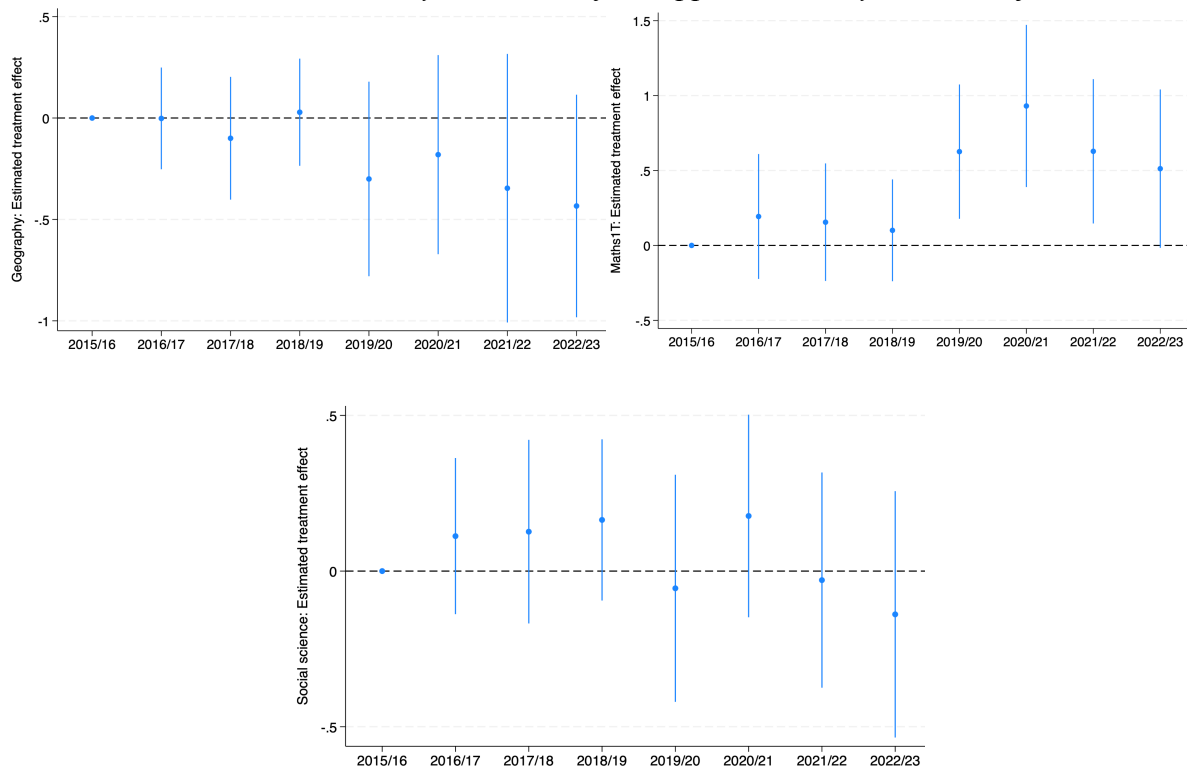 Geography: Estimated treatment effect
.5
0
-.5
-1
2015/16 2016/17 2017/18 2018/19 2019/20 2020/21 2021/22 2022/23
Maths1T: Estimated treatment effect
1.5
1
.5
0
-.5
2015/16 2016/17 2017/18 2018/19 2019/20 2020/21 2021/22 2022/23
Social science: Estimated treatment effect
.5
0
-.5
2015/16 2016/17 2017/18 2018/19 2019/20 2020/21 2021/22 2022/23